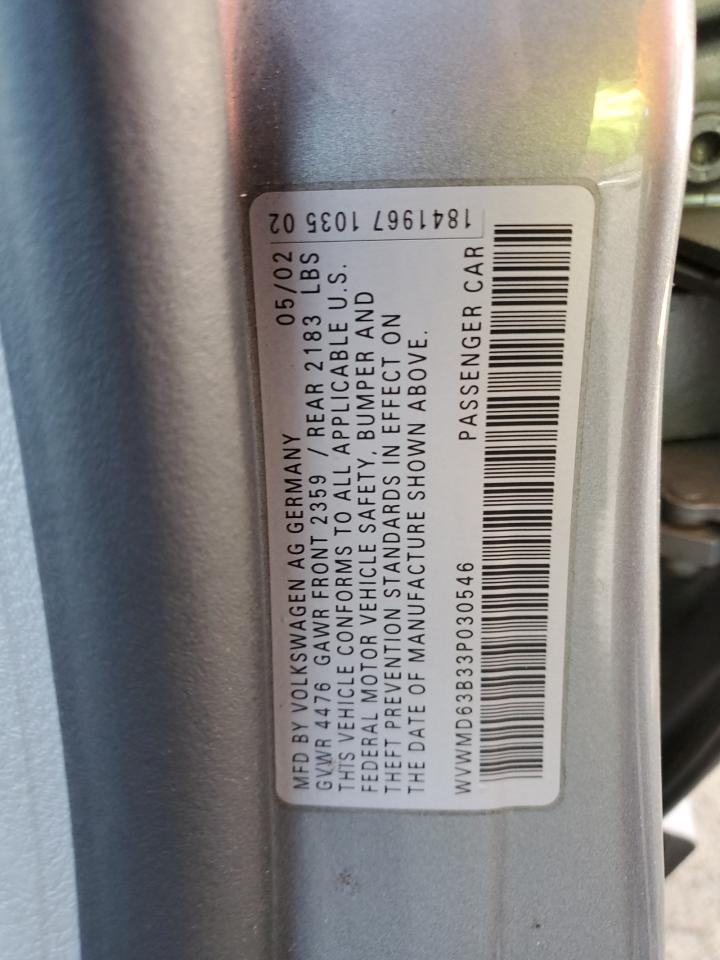 MFD BY VOLKSWAGEN AG GERMANY 05/02
GVWR 4476 GAWR FRONT 2359 / REAR 2183 LBS
THIS VEHICLE CONFORMS TO ALL APPLICABLE U.S.
FEDERAL MOTOR VEHICLE SAFETY, BUMPER AND
THEFT PREVENTION STANDARDS IN EFFECT ON
THE DATE OF MANUFACTURE SHOWN ABOVE.
WVWMD63B33P030546 PASSENGER CAR
1841967 1035 02